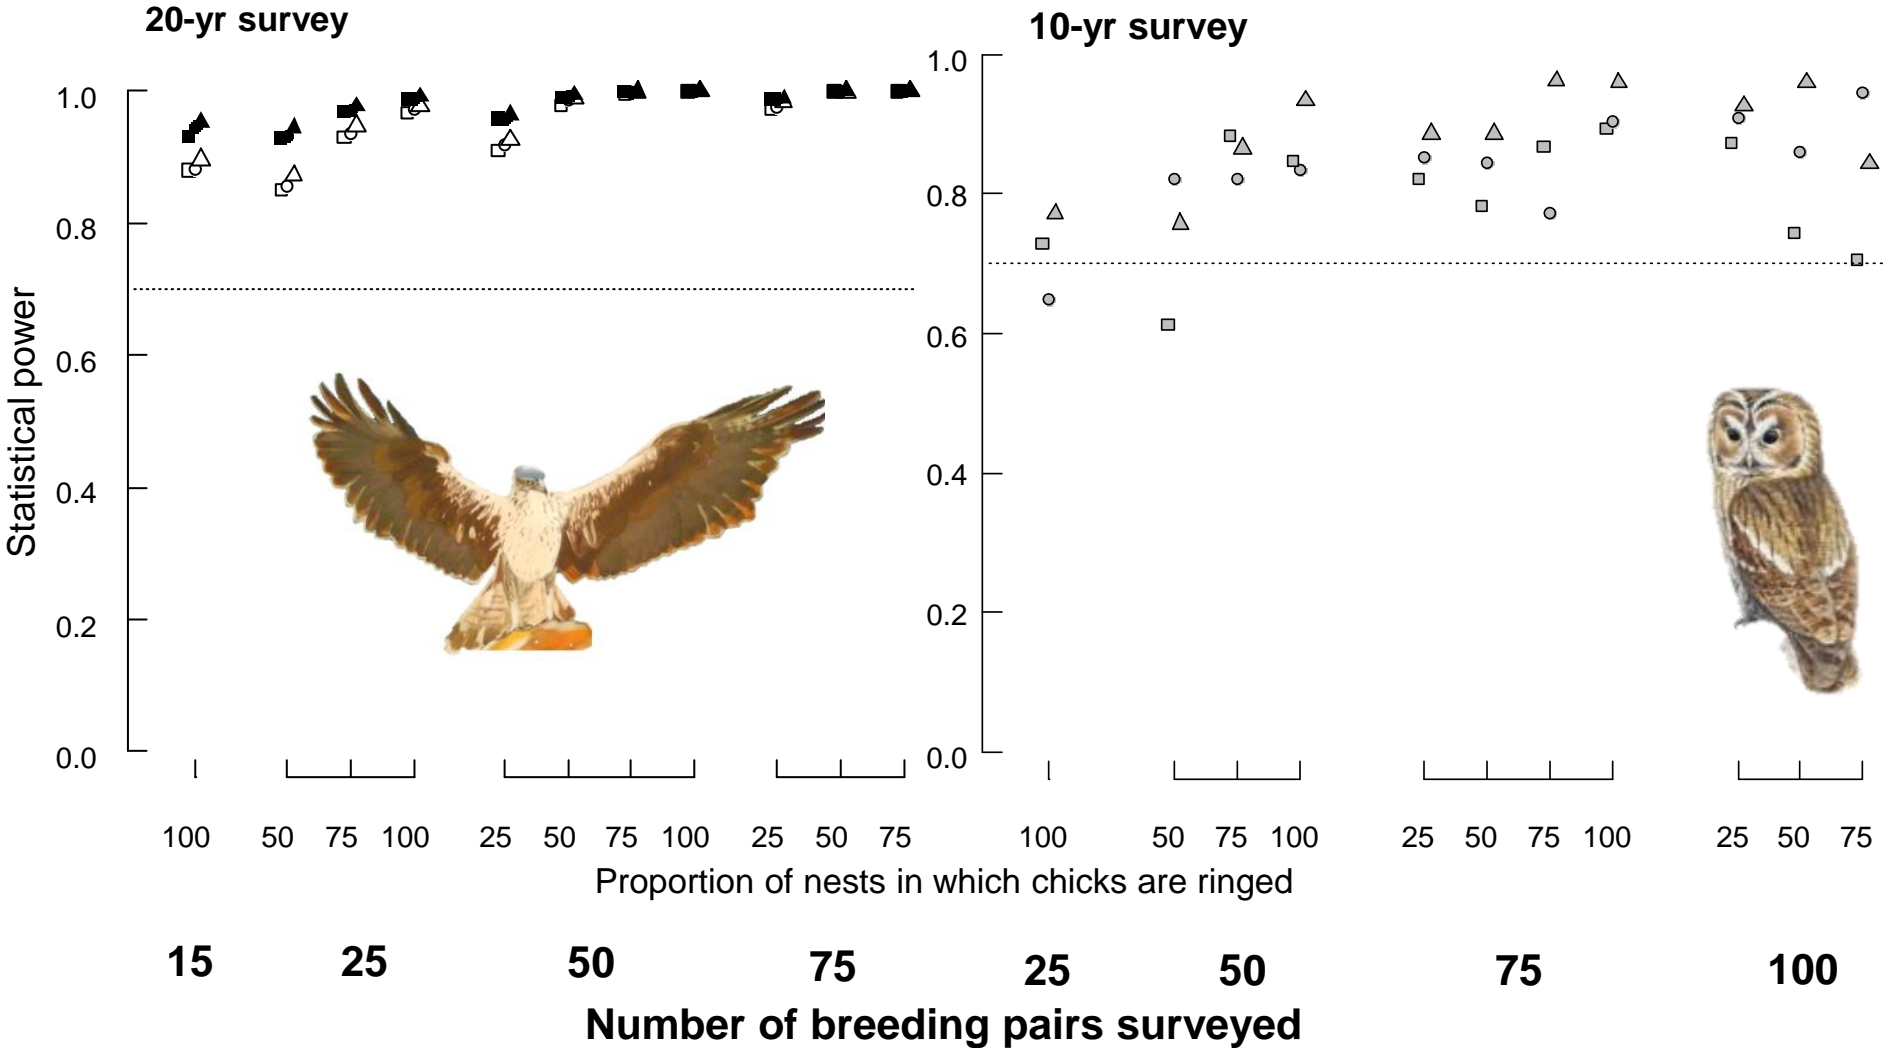 20-yr survey
10-yr survey
Statistical power
1.0
0.8
0.6
0.4
0.2
0.0
1.0
0.8
0.6
0.4
0.2
0.0
100 50 75 100 25 50 75 100 25 50 75
100 50 75 100 25 50 75 100 25 50 75
Proportion of nests in which chicks are ringed
15 25 50 75
25 50 75 100
Number of breeding pairs surveyed